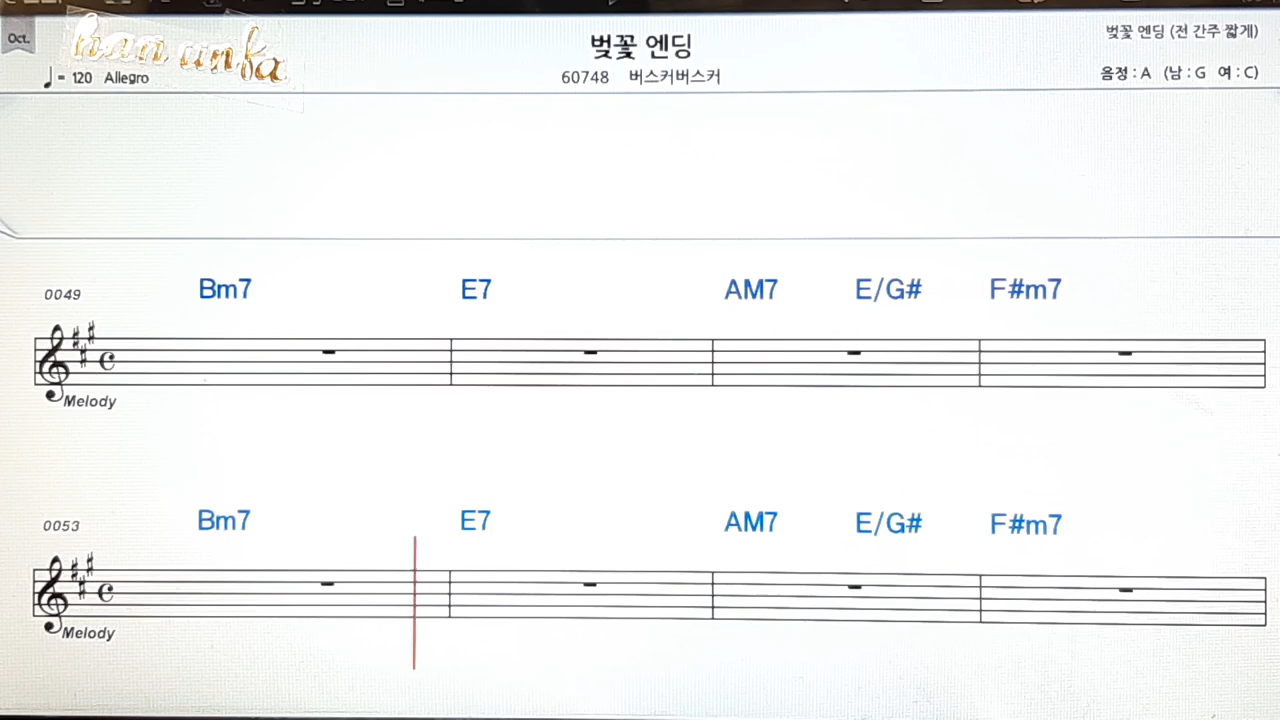 Oct.
han unfa
벚꽃 엔딩
벚꽃 엔딩 (전 간주 짧게)
♩= 120 Allegro
60748 버스커버스커
음정 : A (남 : G 여 : C)
0049
Bm7 E7 AM7 E/G# F#m7
Melody
0053
Bm7 E7 AM7 E/G# F#m7
Melody